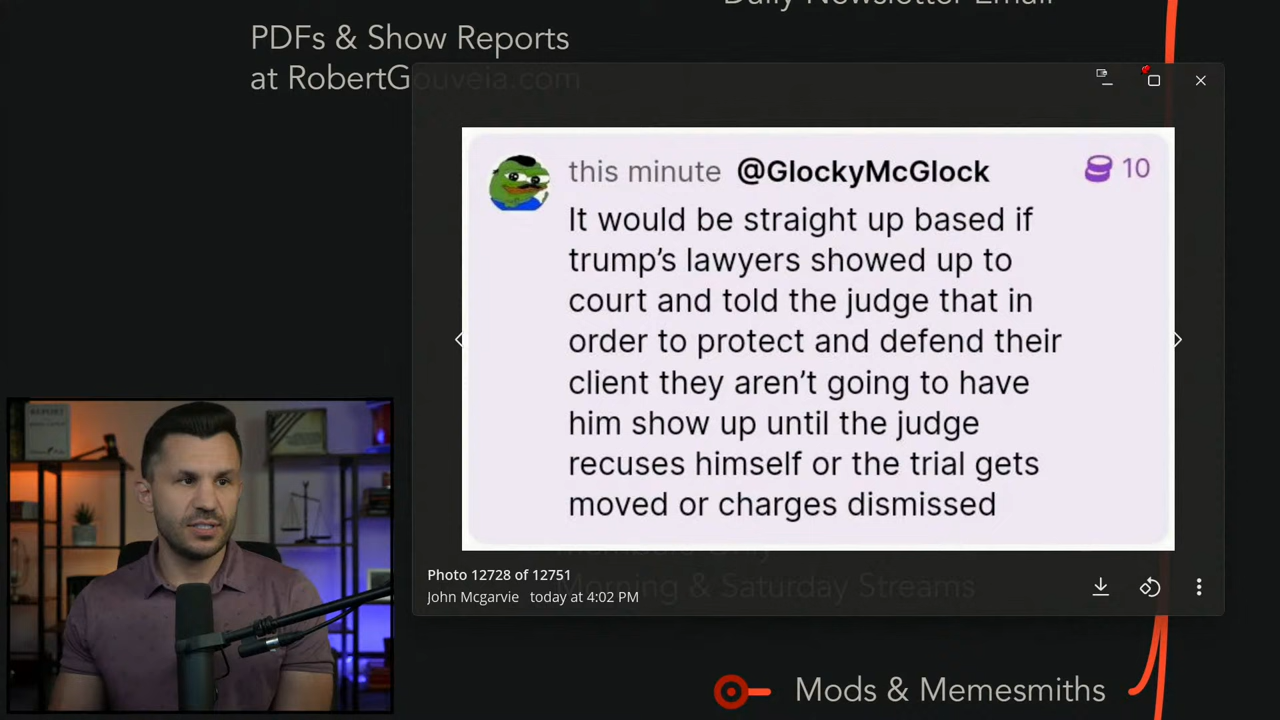 Daily Newsletter Email
PDFs & Show Reports
at RobertGouveia.com
this minute @GlockyMcGlock 10
It would be straight up based if
trump's lawyers showed up to
court and told the judge that in
order to protect and defend their
client they aren't going to have
him show up until the judge
recuses himself or the trial gets
moved or charges dismissed
Photo 12728 of 12751
John Mcgarvie today at 4:02 PM
Morning & Saturday Streams
Mods & Memesmiths